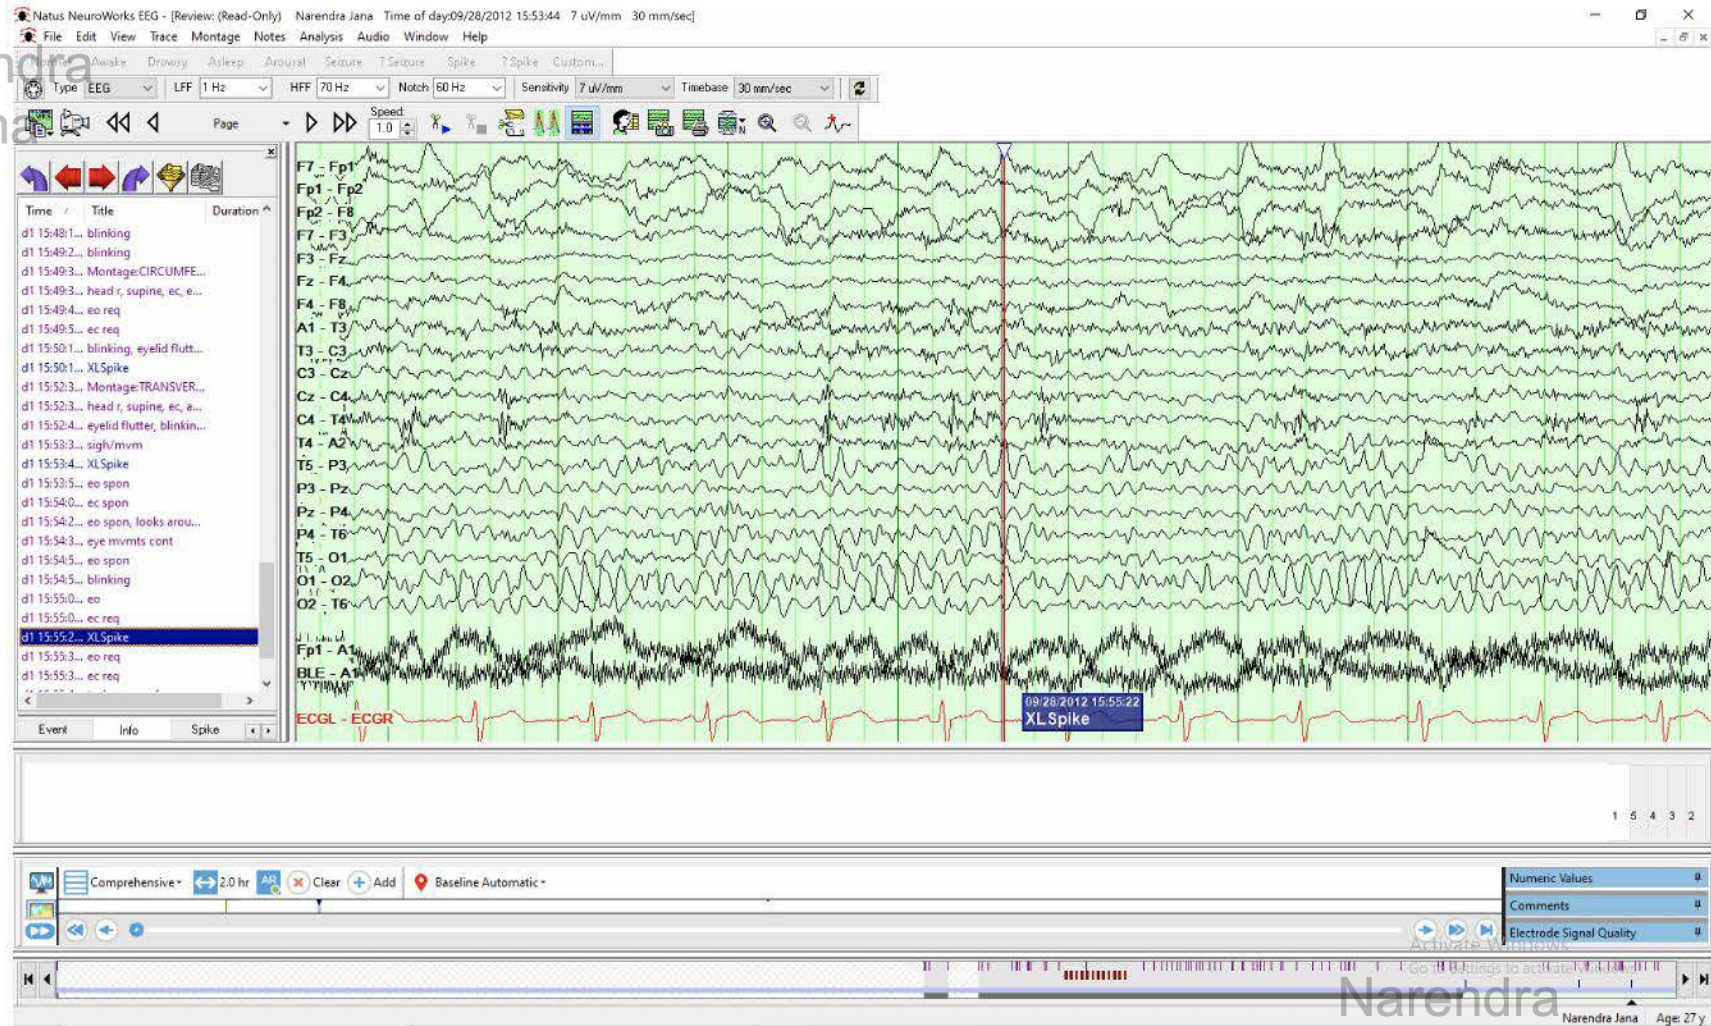 Natus NeuroWorks EEG - [Review: (Read-Only) Narendra Jana Time of day:09/28/2012 15:53:44 7 uV/mm 30 mm/sec]
File Edit View Trace Montage Notes Analysis Audio Window Help
Awake Drowsy Asleep Arousal Seizure ? Seizure Spike ? Spike Custom...
Type EEG LFF 1 Hz HFF 70 Hz Notch 60 Hz Sensitivity 7 uV/mm Timebase 30 mm/sec
Page Speed 1.0
Time / Title Duration
d1 15:48:1... blinking
d1 15:49:2... blinking
d1 15:49:3... Montage:CIRCUMFE...
d1 15:49:3... head r, supine, ec, e...
d1 15:49:4... eo req
d1 15:49:5... ec req
d1 15:50:1... blinking, eyelid flutt...
d1 15:50:1... XLSpike
d1 15:52:3... Montage:TRANSVER...
d1 15:52:3... head r, supine, ec, a...
d1 15:52:4... eyelid flutter, blinkin...
d1 15:53:3... sigh/mvm
d1 15:53:4... XLSpike
d1 15:53:5... eo spon
d1 15:54:0... ec spon
d1 15:54:2... eo spon, looks arou...
d1 15:54:3... eye mvmts cont
d1 15:54:5... eo spon
d1 15:54:5... blinking
d1 15:55:0... eo
d1 15:55:0... ec req
d1 15:55:2... XLSpike
d1 15:55:3... eo req
d1 15:55:3... ec req
Event Info Spike
F7 - Fp1
Fp1 - Fp2
Fp2 - F8
F7 - F3
F3 - Fz
Fz - F4
F4 - F8
A1 - T3
T3 - C3
C3 - Cz
Cz - C4
C4 - T4
T4 - A2
T5 - P3
P3 - Pz
Pz - P4
P4 - T6
T5 - O1
O1 - O2
O2 - T6
Fp1 - A1
BLE - A1
ECGL - ECGR
09/28/2012 15:55:22
XLSpike
1 5 4 3 2
Comprehensive 2.0 hr AR Clear Add Baseline Automatic
Numeric Values
Comments
Electrode Signal Quality
Activate Windows
Go to Settings to activate Windows
Narendra
Narendra Jana Age: 27 y